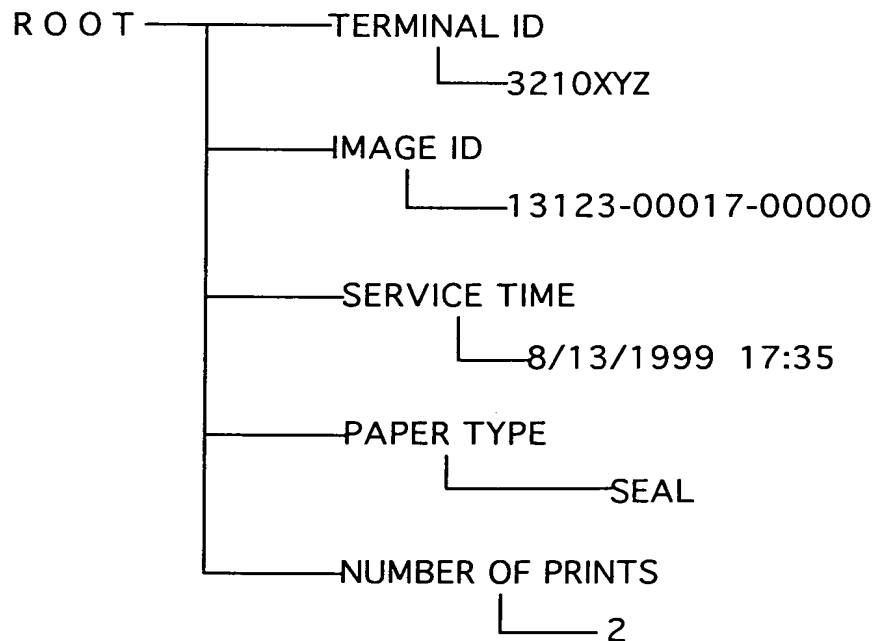 ROOT TERMINAL ID
3210XYZ
IMAGE ID
13123-00017-00000
SERVICE TIME
8/13/1999 17:35
PAPER TYPE
SEAL
NUMBER OF PRINTS
2